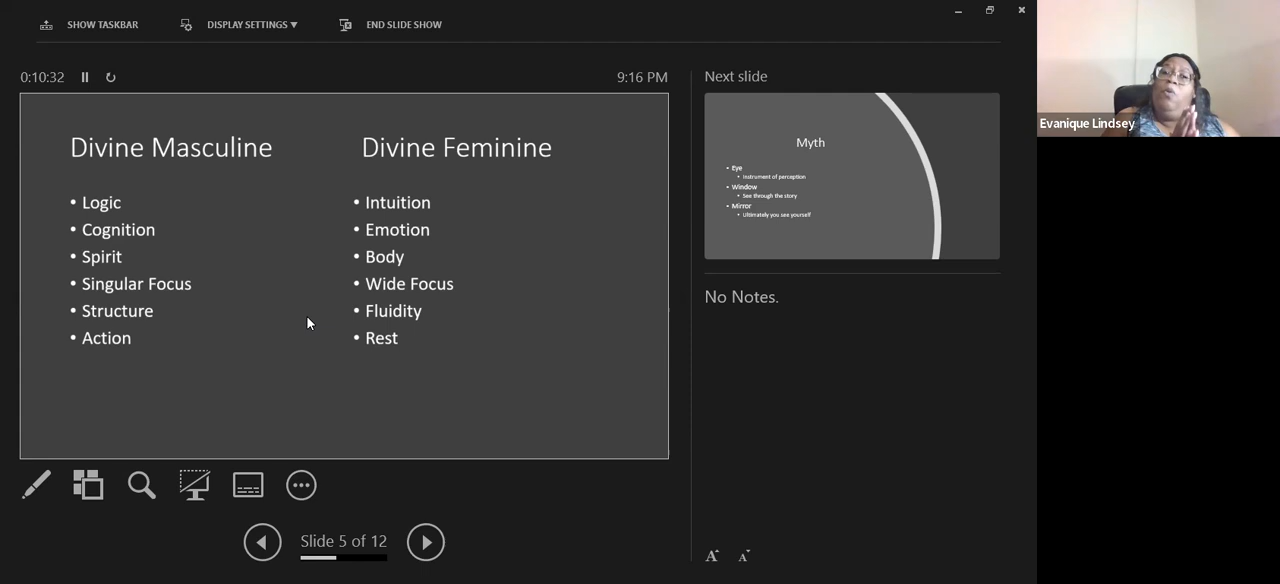 SHOW TASKBAR
DISPLAY SETTINGS ▼
END SLIDE SHOW
0:10:32
9:16 PM
Divine Masculine
• Logic
• Cognition
• Spirit
• Singular Focus
• Structure
• Action
Divine Feminine
• Intuition
• Emotion
• Body
• Wide Focus
• Fluidity
• Rest
Slide 5 of 12
Next slide
Myth
• Eye
• Instrument of perception
• Window
• See through the story
• Mirror
• Ultimately you see yourself
No Notes.
A A
Evanique Lindsey